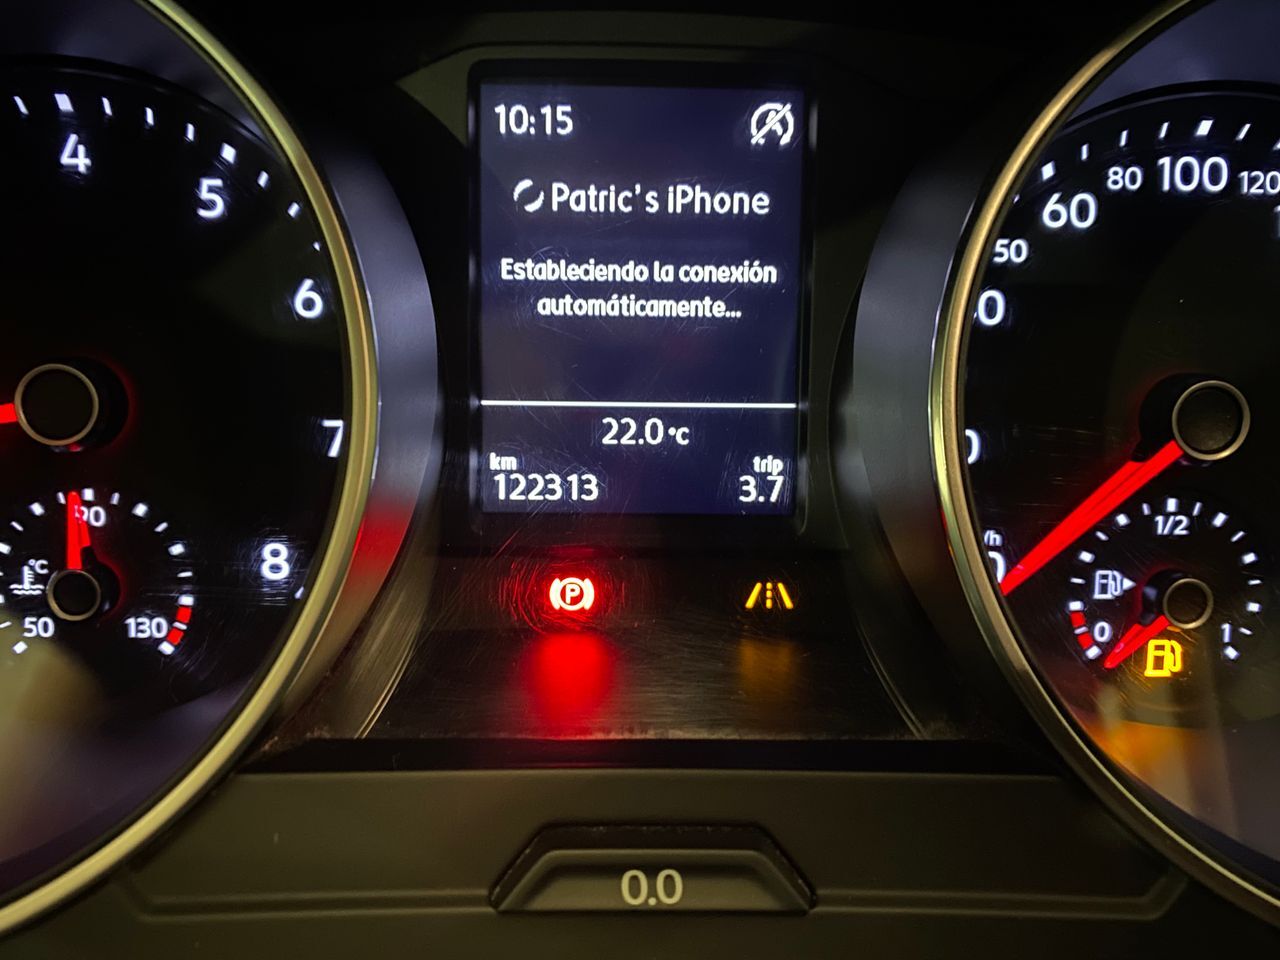 10:15
Patric's iPhone
Estableciendo la conexión
automáticamente...
22.0°C
km
122313
trip
3.7
4
5
6
7
8
°C
50
90
130
50
60
80
100
120
1/2
0
1
P
0.0